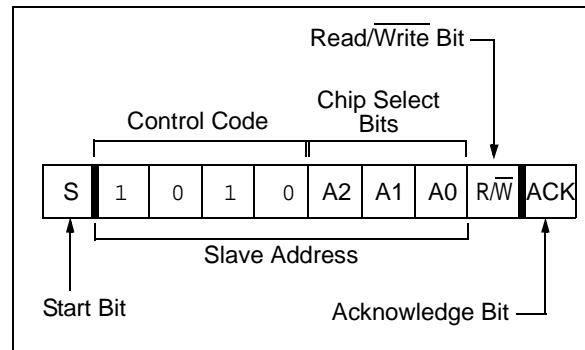 Read/Write Bit
Chip Select
Control Code Bits
S 1 0 1 0 A2 A1 A0 R/W ACK
Slave Address
Start Bit
Acknowledge Bit